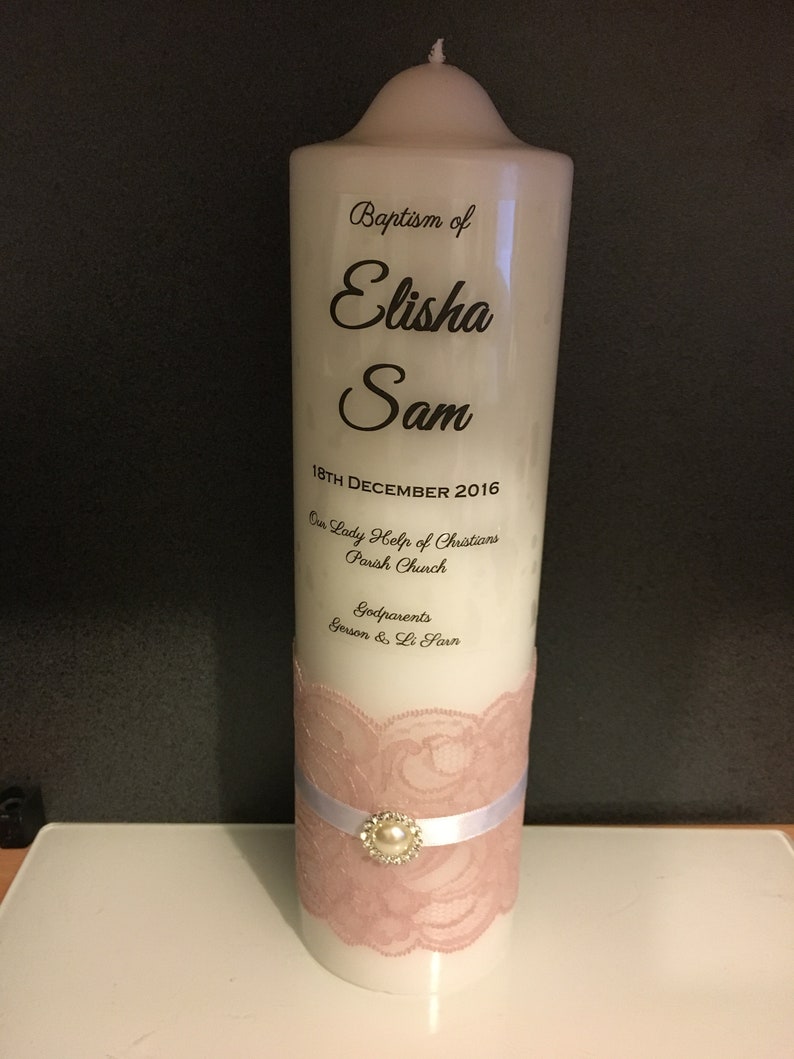 Baptism of
Elisha
Sam
18TH DECEMBER 2016
Our Lady Help of Christians
Parish Church
Godparents
Gerson & Li Sarn